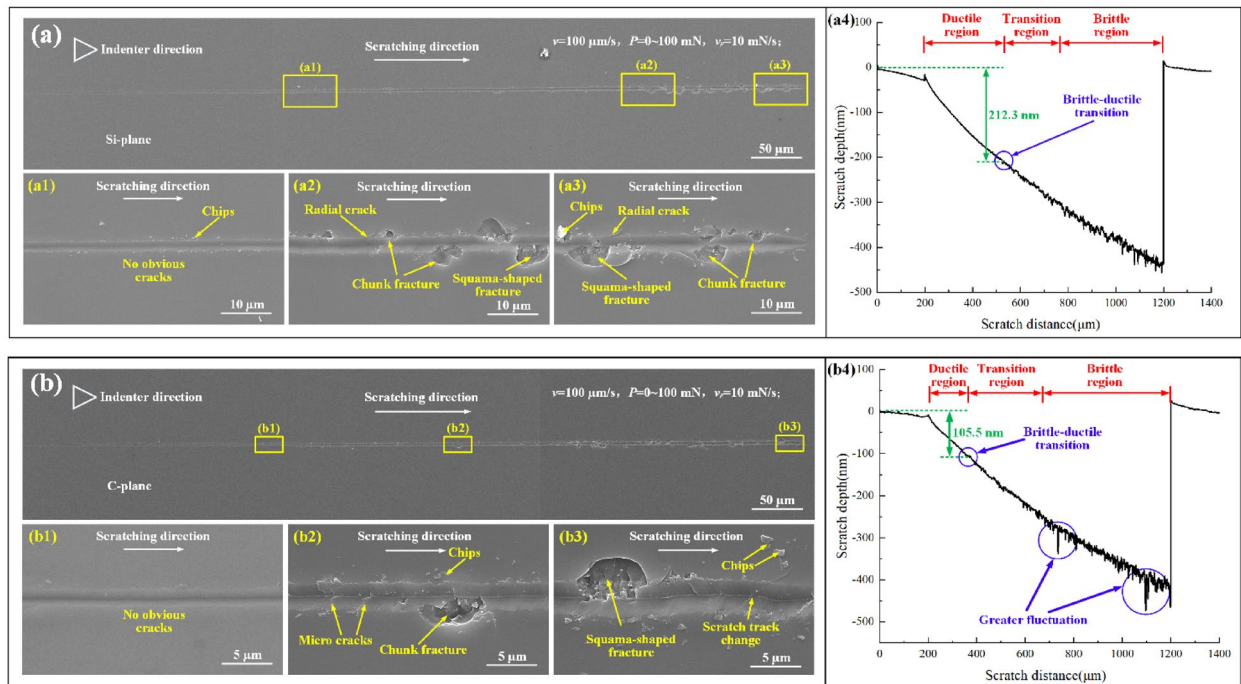 (a)
Indenter direction
Scratching direction
v=100 μm/s, P=0~100 mN, vᵣ=10 mN/s;
(a1)
(a2)
(a3)
Si-plane
50 μm
(a1)
Scratching direction
Chips
No obvious
cracks
10 μm
(a2)
Scratching direction
Radial crack
Chunk fracture
Squama-shaped
fracture
10 μm
(a3)
Scratching direction
Chips
Radial crack
Squama-shaped
fracture
Chunk fracture
10 μm
(a4)
Ductile
region
Transition
region
Brittle
region
Scratch depth(nm)
100
0
-100
-200
-300
-400
-500
212.3 nm
Brittle-ductile
transition
0 200 400 600 800 1000 1200 1400
Scratch distance(μm)
(b)
Indenter direction
Scratching direction
v=100 μm/s, P=0~100 mN, vᵣ=10 mN/s;
(b1)
(b2)
(b3)
C-plane
50 μm
(b1)
Scratching direction
No obvious
cracks
5 μm
(b2)
Scratching direction
Chips
Micro cracks
Chunk fracture
5 μm
(b3)
Scratching direction
Chips
Squama-shaped
fracture
Scratch track
change
5 μm
(b4)
Ductile
region
Transition
region
Brittle
region
Scratch depth(nm)
100
0
-100
-200
-300
-400
-500
105.5 nm
Brittle-ductile
transition
Greater fluctuation
0 200 400 600 800 1000 1200 1400
Scratch distance(μm)